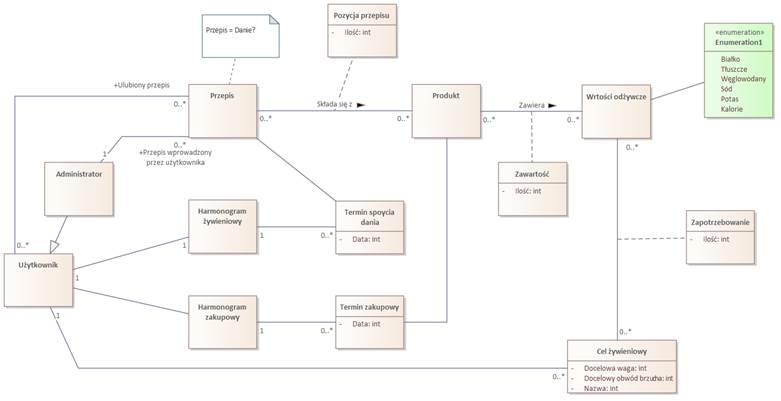 Przepis = Danie?
Pozycja przepisu
- Ilość: int
«enumeration»
Enumeration1
Białko
Tłuszcze
Węglowodany
Sód
Potas
Kalorie
+Ulubiony przepis
0..*
Przepis
0..*
Składa się z
0..*
Produkt
0..*
Zawiera
0..*
Wrtości odżywcze
0..*
0..*
1
+Przepis wprowadzony
przez użytkownika
Administrator
Zawartość
- Ilość: int
Harmonogram
żywieniowy
1
1
0..*
Termin spoycia
dania
- Data: int
Zapotrzebowanie
- Ilość: int
0..*
Użytkownik
1
1
Harmonogram
zakupowy
1
0..*
Termin zakupowy
- Data: int
0..*
Cel żywieniowy
- Docelowa waga: int
- Docelowy obwód brzucha: int
- Nazwa: int
0..*